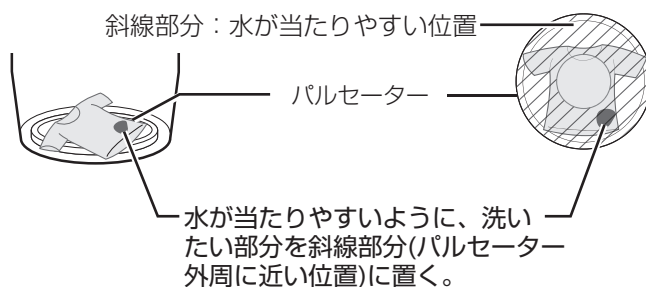 斜線部分：水が当たりやすい位置
パルセーター
水が当たりやすいように、洗い
たい部分を斜線部分(パルセーター
外周に近い位置)に置く。